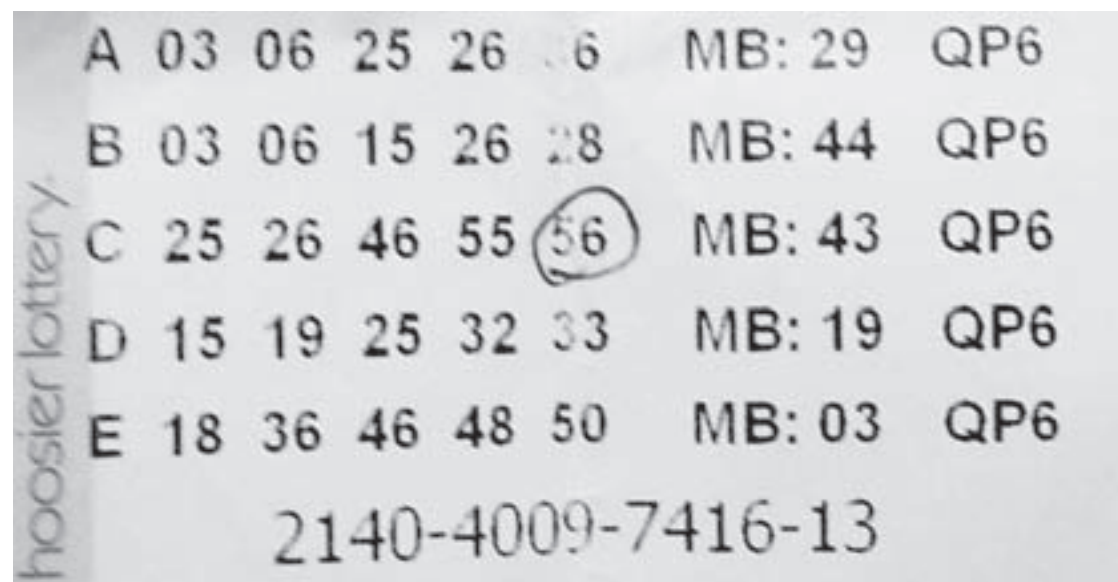 A 03 06 25 26 MB: 29 QP6
B 03 06 15 26 28 MB: 44 QP6
C 25 26 46 55 56 MB: 43 QP6
D 15 19 25 32 33 MB: 19 QP6
E 18 36 46 48 50 MB: 03 QP6
2140-4009-7416-13
hoosier lottery.